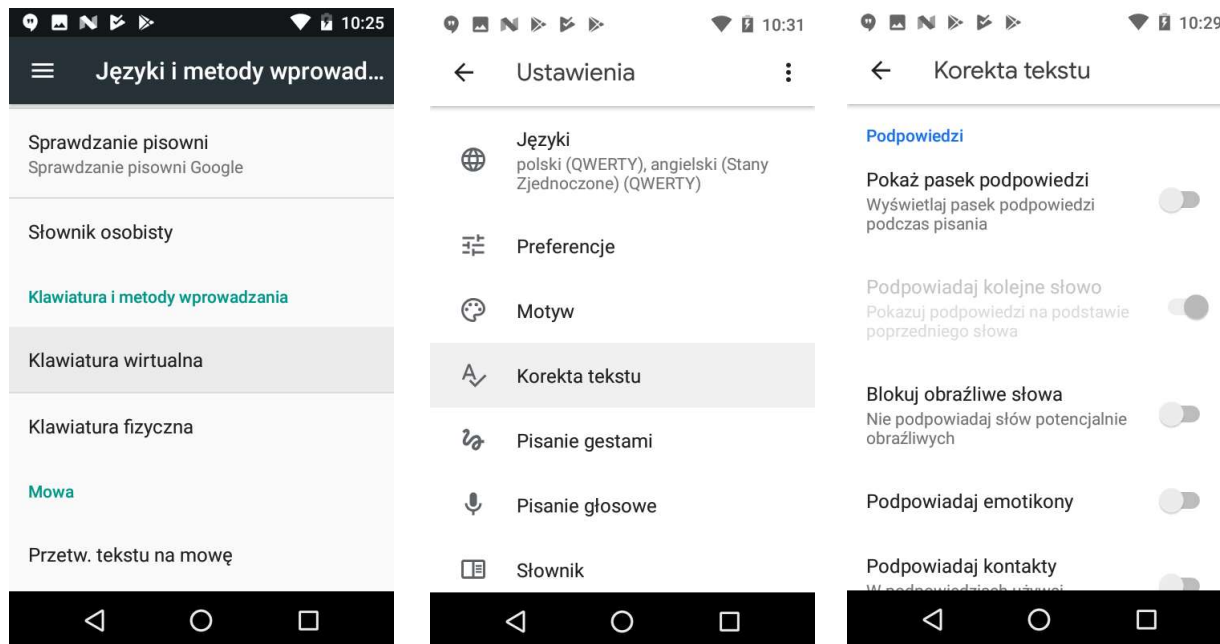 10:25
Języki i metody wprowad...
Sprawdzanie pisowni
Sprawdzanie pisowni Google
Słownik osobisty
Klawiatura i metody wprowadzania
Klawiatura wirtualna
Klawiatura fizyczna
Mowa
Przetw. tekstu na mowę
10:31
Ustawienia
Języki
polski (QWERTY), angielski (Stany
Zjednoczone) (QWERTY)
Preferencje
Motyw
Korekta tekstu
Pisanie gestami
Pisanie głosowe
Słownik
10:29
Korekta tekstu
Podpowiedzi
Pokaż pasek podpowiedzi
Wyświetlaj pasek podpowiedzi
podczas pisania
Podpowiadaj kolejne słowo
Pokazuj podpowiedzi na podstawie
poprzedniego słowa
Blokuj obraźliwe słowa
Nie podpowiadaj słów potencjalnie
obraźliwych
Podpowiadaj emotikony
Podpowiadaj kontakty
W podpowiedziach używaj